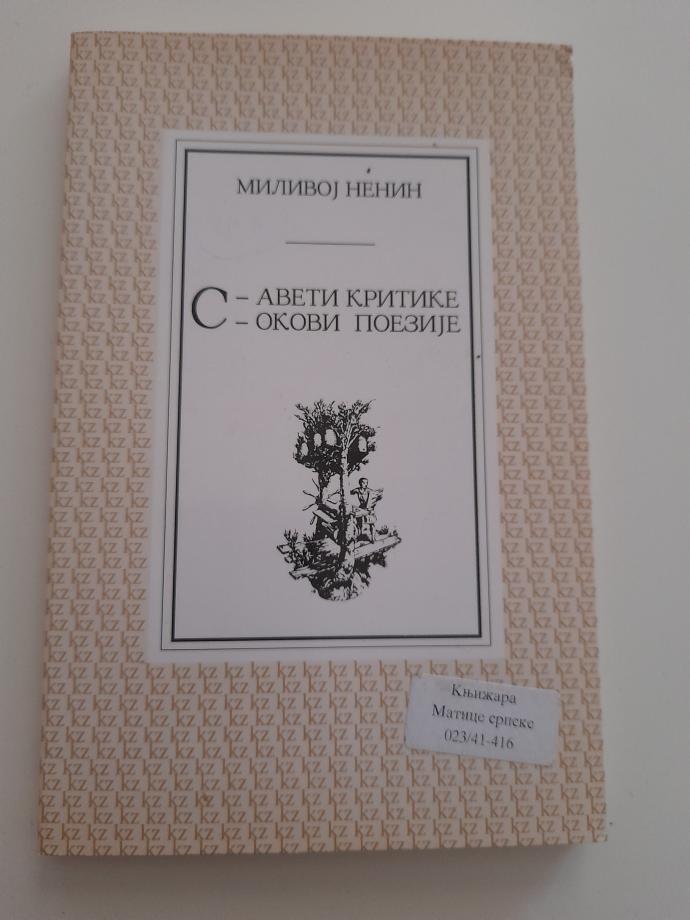 МИЛИВОЈ НЕНИН
С – АВЕТИ КРИТИКЕ
– ОКОВИ ПОЕЗИЈЕ
Књижара
Матице српске
023/41-416